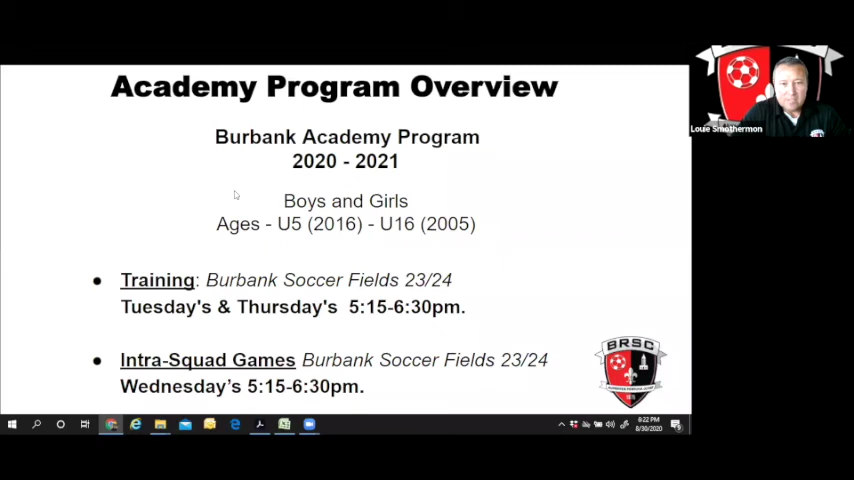 Academy Program Overview
Burbank Academy Program
2020 - 2021
Boys and Girls
Ages - U5 (2016) - U16 (2005)
● Training: Burbank Soccer Fields 23/24
Tuesday's & Thursday's 5:15-6:30pm.
● Intra-Squad Games Burbank Soccer Fields 23/24
Wednesday’s 5:15-6:30pm.
BRSC
Louie Smothermon
8:22 PM
8/30/2020